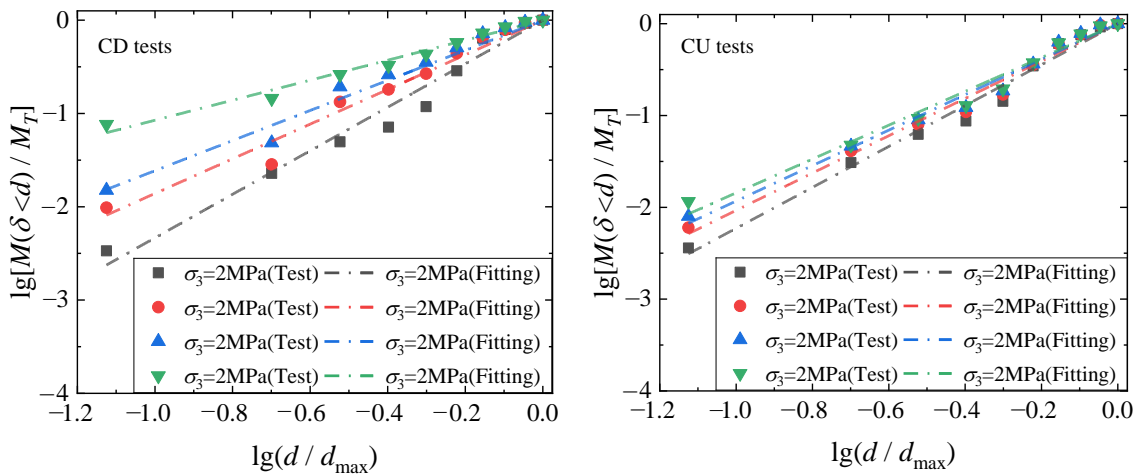 CD tests
lg[M(δ<d) / M_T]
0
−1
−2
−3
−4
σ₃=2MPa(Test) σ₃=2MPa(Fitting)
σ₃=2MPa(Test) σ₃=2MPa(Fitting)
σ₃=2MPa(Test) σ₃=2MPa(Fitting)
σ₃=2MPa(Test) σ₃=2MPa(Fitting)
−1.2 −1.0 −0.8 −0.6 −0.4 −0.2 0.0
lg(d / d_max)
CU tests
lg[M(δ<d) / M_T]
0
−1
−2
−3
−4
σ₃=2MPa(Test) σ₃=2MPa(Fitting)
σ₃=2MPa(Test) σ₃=2MPa(Fitting)
σ₃=2MPa(Test) σ₃=2MPa(Fitting)
σ₃=2MPa(Test) σ₃=2MPa(Fitting)
−1.2 −1.0 −0.8 −0.6 −0.4 −0.2 0.0
lg(d / d_max)